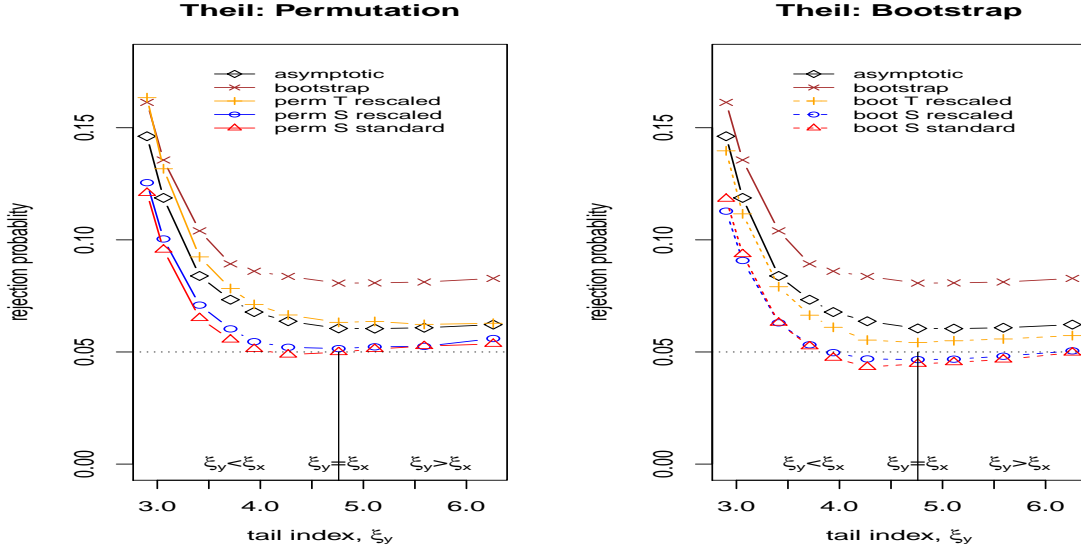 Theil: Permutation
asymptotic
bootstrap
perm T rescaled
perm S rescaled
perm S standard
rejection probablity
0.00
0.05
0.10
0.15
ξy<ξx
ξy=ξx
ξy>ξx
3.0
4.0
5.0
6.0
tail index, ξy
Theil: Bootstrap
asymptotic
bootstrap
boot T rescaled
boot S rescaled
boot S standard
rejection probablity
0.00
0.05
0.10
0.15
ξy<ξx
ξy=ξx
ξy>ξx
3.0
4.0
5.0
6.0
tail index, ξy